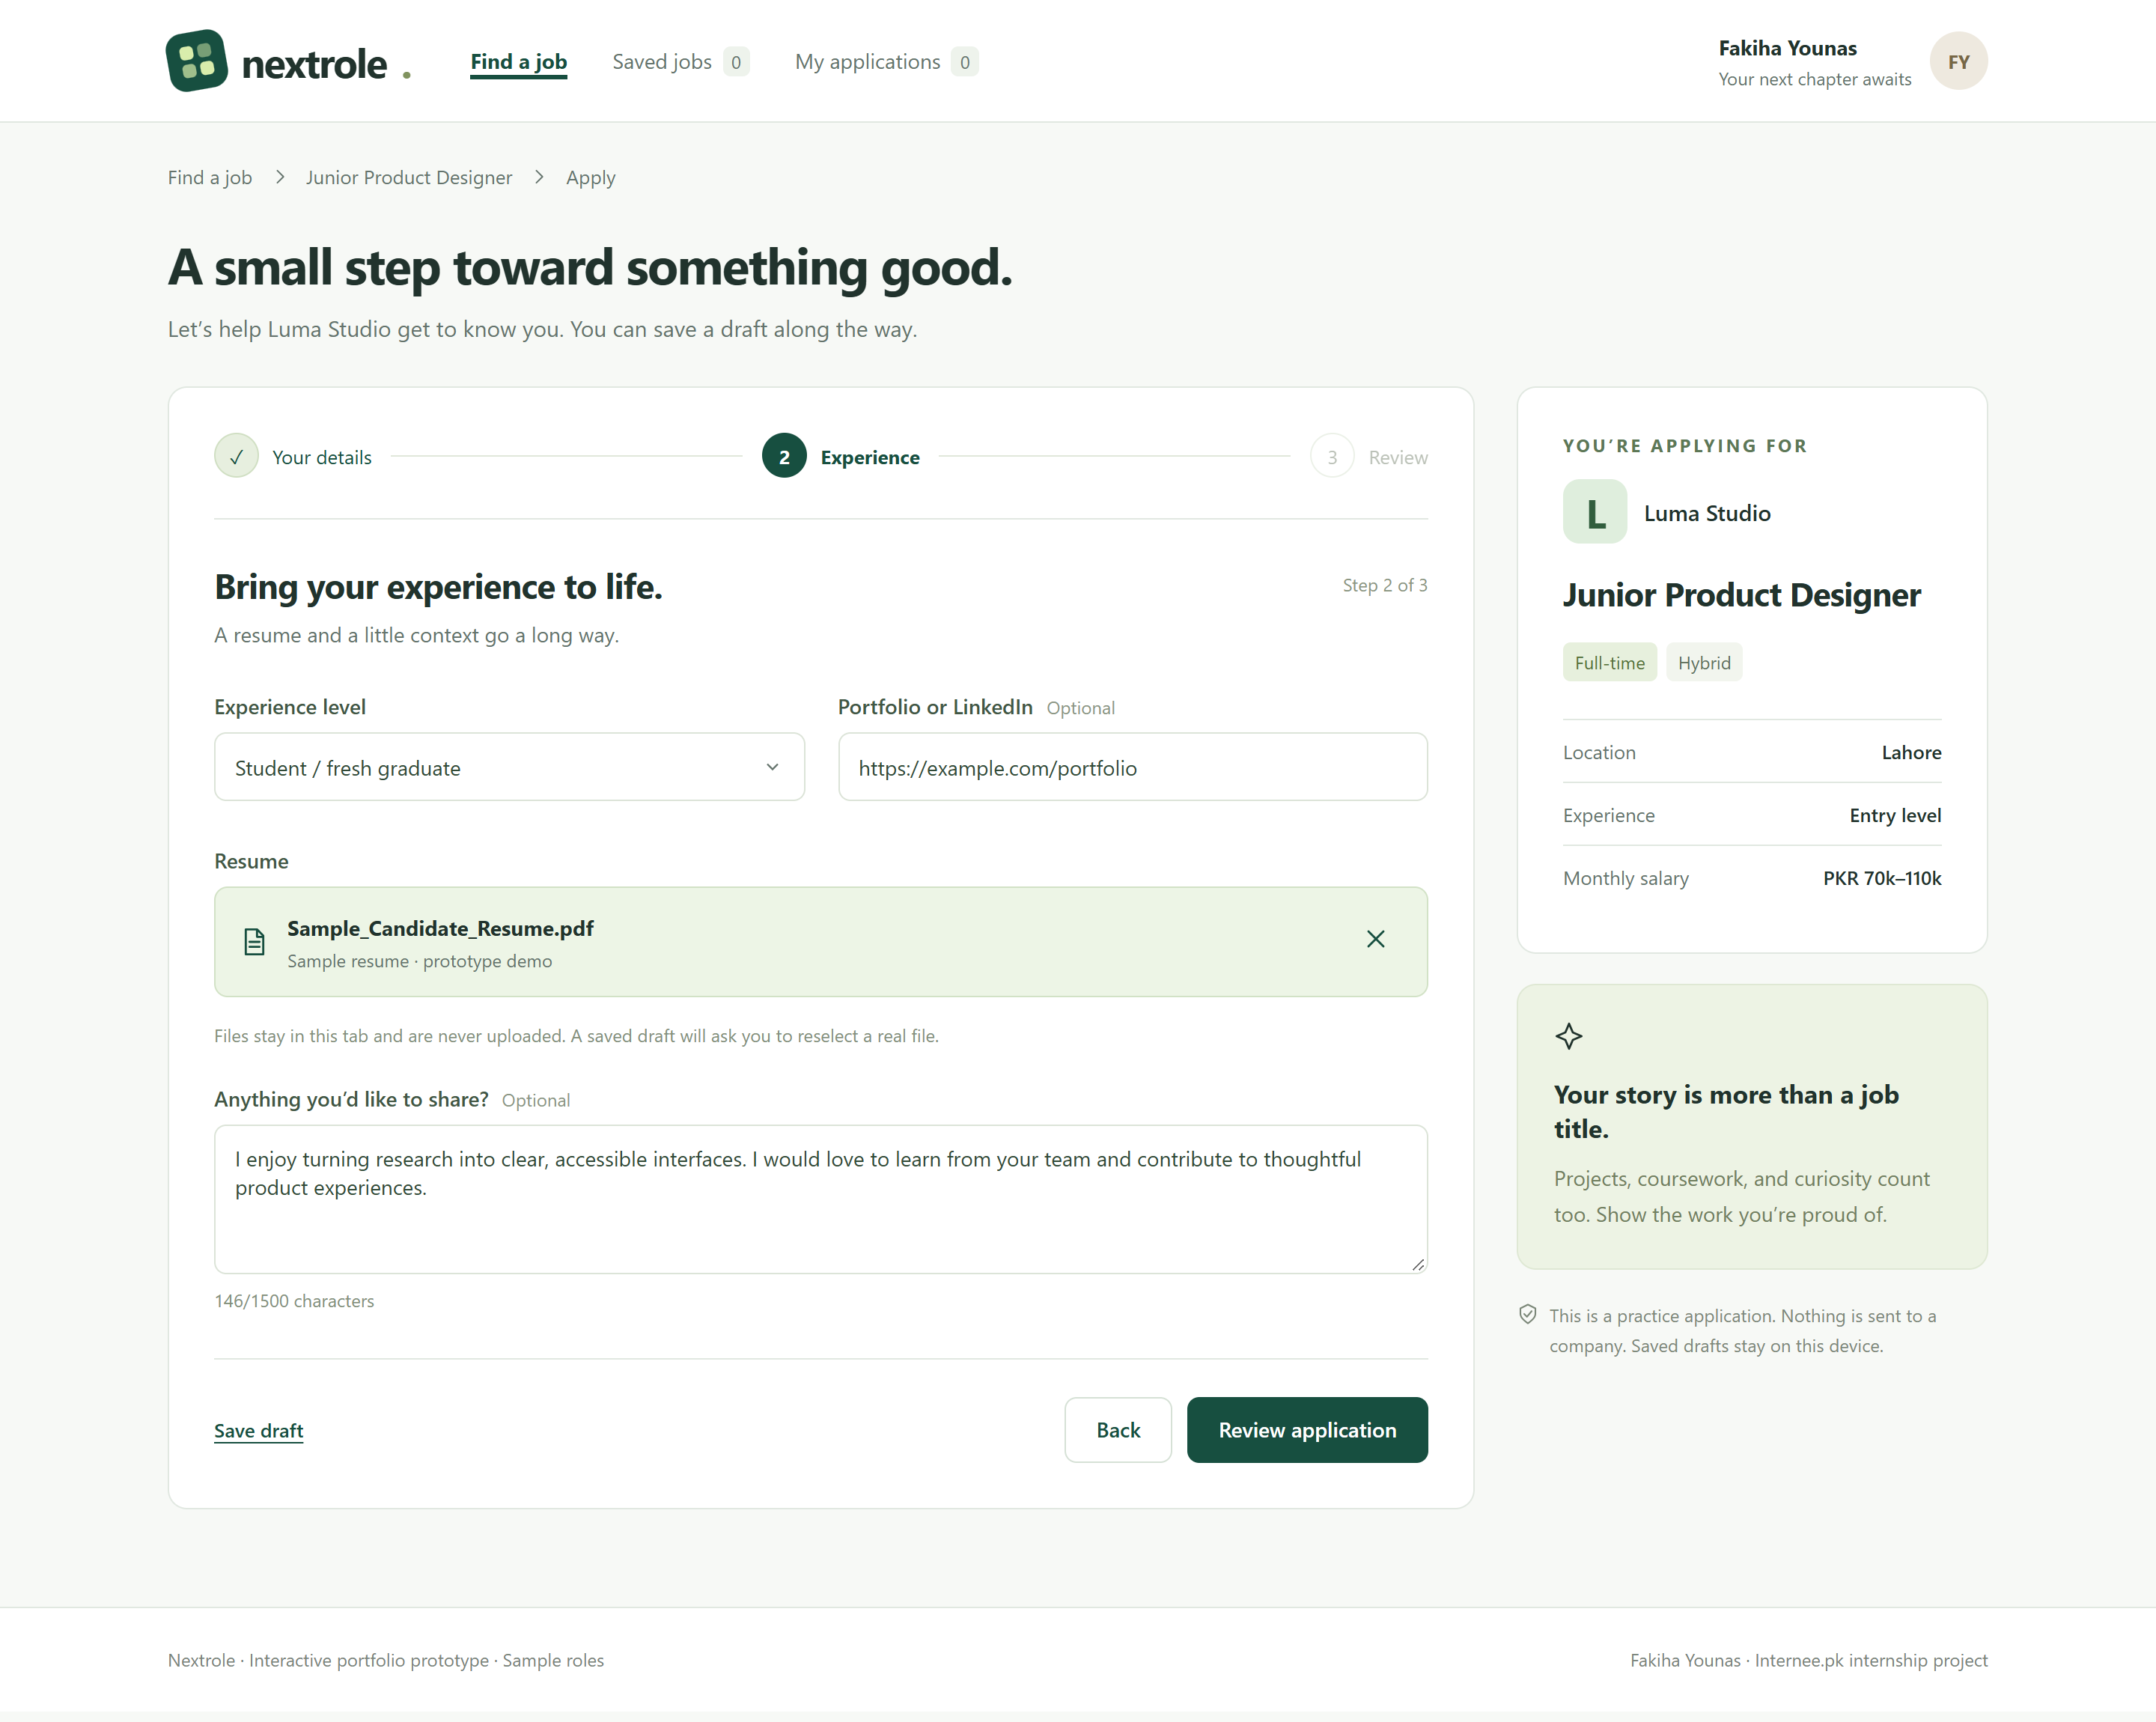 nextrole .
Find a job
Saved jobs 0
My applications 0
Fakiha Younas
Your next chapter awaits
FY
Find a job > Junior Product Designer > Apply
A small step toward something good.
Let’s help Luma Studio get to know you. You can save a draft along the way.
✓ Your details
2 Experience
3 Review
Bring your experience to life.
Step 2 of 3
A resume and a little context go a long way.
Experience level
Student / fresh graduate
Portfolio or LinkedIn Optional
https://example.com/portfolio
Resume
Sample_Candidate_Resume.pdf
Sample resume · prototype demo
Files stay in this tab and are never uploaded. A saved draft will ask you to reselect a real file.
Anything you’d like to share? Optional
I enjoy turning research into clear, accessible interfaces. I would love to learn from your team and contribute to thoughtful
product experiences.
146/1500 characters
Save draft
Back
Review application
YOU’RE APPLYING FOR
L
Luma Studio
Junior Product Designer
Full-time
Hybrid
Location Lahore
Experience Entry level
Monthly salary PKR 70k–110k
Your story is more than a job
title.
Projects, coursework, and curiosity count
too. Show the work you’re proud of.
This is a practice application. Nothing is sent to a
company. Saved drafts stay on this device.
Nextrole · Interactive portfolio prototype · Sample roles
Fakiha Younas · Internee.pk internship project